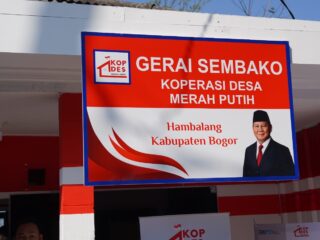 KOP
DES
GERAI SEMBAKO
KOPERASI DESA
MERAH PUTIH
Hambalang
Kabupaten Bogor
KOP